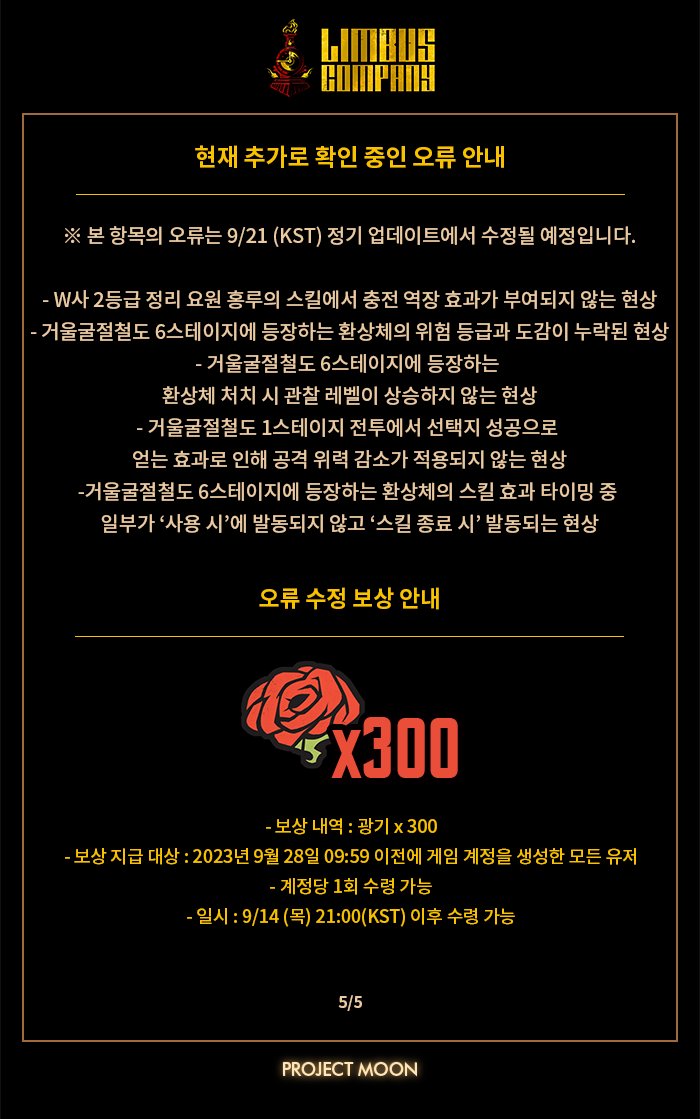 LIMBUS
COMPANY
현재 추가로 확인 중인 오류 안내
※ 본 항목의 오류는 9/21 (KST) 정기 업데이트에서 수정될 예정입니다.
- W사 2등급 정리 요원 홍루의 스킬에서 충전 역장 효과가 부여되지 않는 현상
- 거울굴절철도 6스테이지에 등장하는 환상체의 위험 등급과 도감이 누락된 현상
- 거울굴절철도 6스테이지에 등장하는
환상체 처치 시 관찰 레벨이 상승하지 않는 현상
- 거울굴절철도 1스테이지 전투에서 선택지 성공으로
얻는 효과로 인해 공격 위력 감소가 적용되지 않는 현상
-거울굴절철도 6스테이지에 등장하는 환상체의 스킬 효과 타이밍 중
일부가 ‘사용 시’에 발동되지 않고 ‘스킬 종료 시’ 발동되는 현상
오류 수정 보상 안내
x300
- 보상 내역 : 광기 x 300
- 보상 지급 대상 : 2023년 9월 28일 09:59 이전에 게임 계정을 생성한 모든 유저
- 계정당 1회 수령 가능
- 일시 : 9/14 (목) 21:00(KST) 이후 수령 가능
5/5
PROJECT MOON